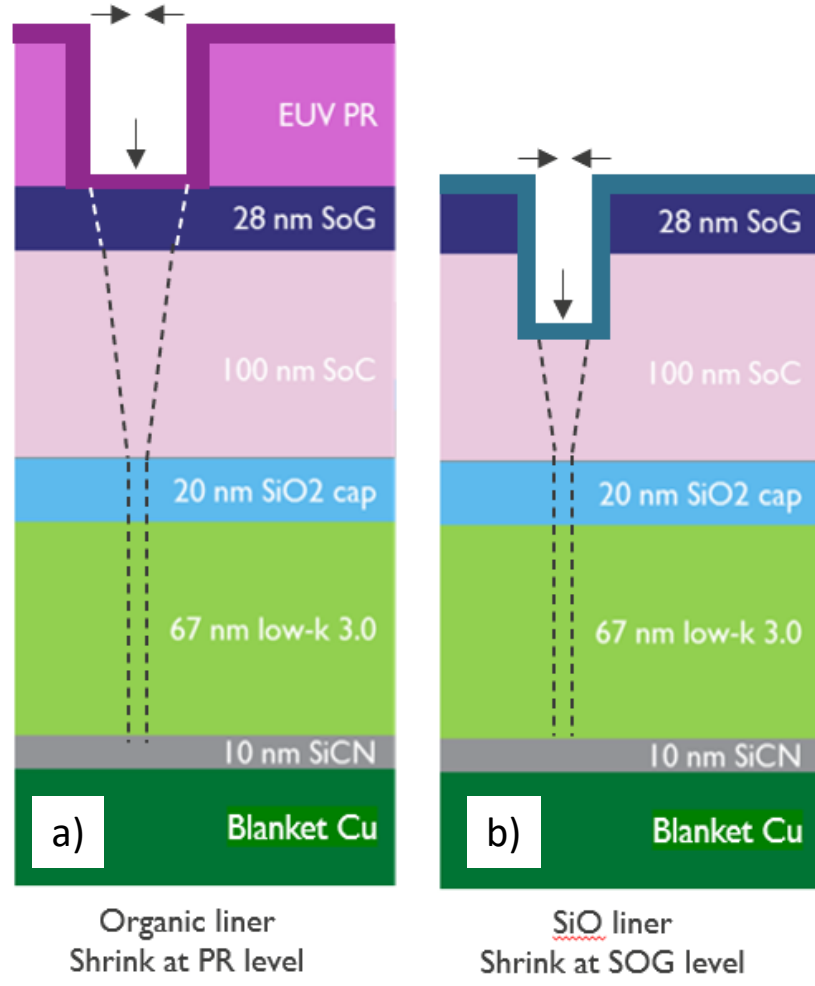 EUV PR
28 nm SoG
100 nm SoC
20 nm SiO2 cap
67 nm low-k 3.0
10 nm SiCN
Blanket Cu
a)
Organic liner
Shrink at PR level
28 nm SoG
100 nm SoC
20 nm SiO2 cap
67 nm low-k 3.0
10 nm SiCN
Blanket Cu
b)
SiO liner
Shrink at SOG level